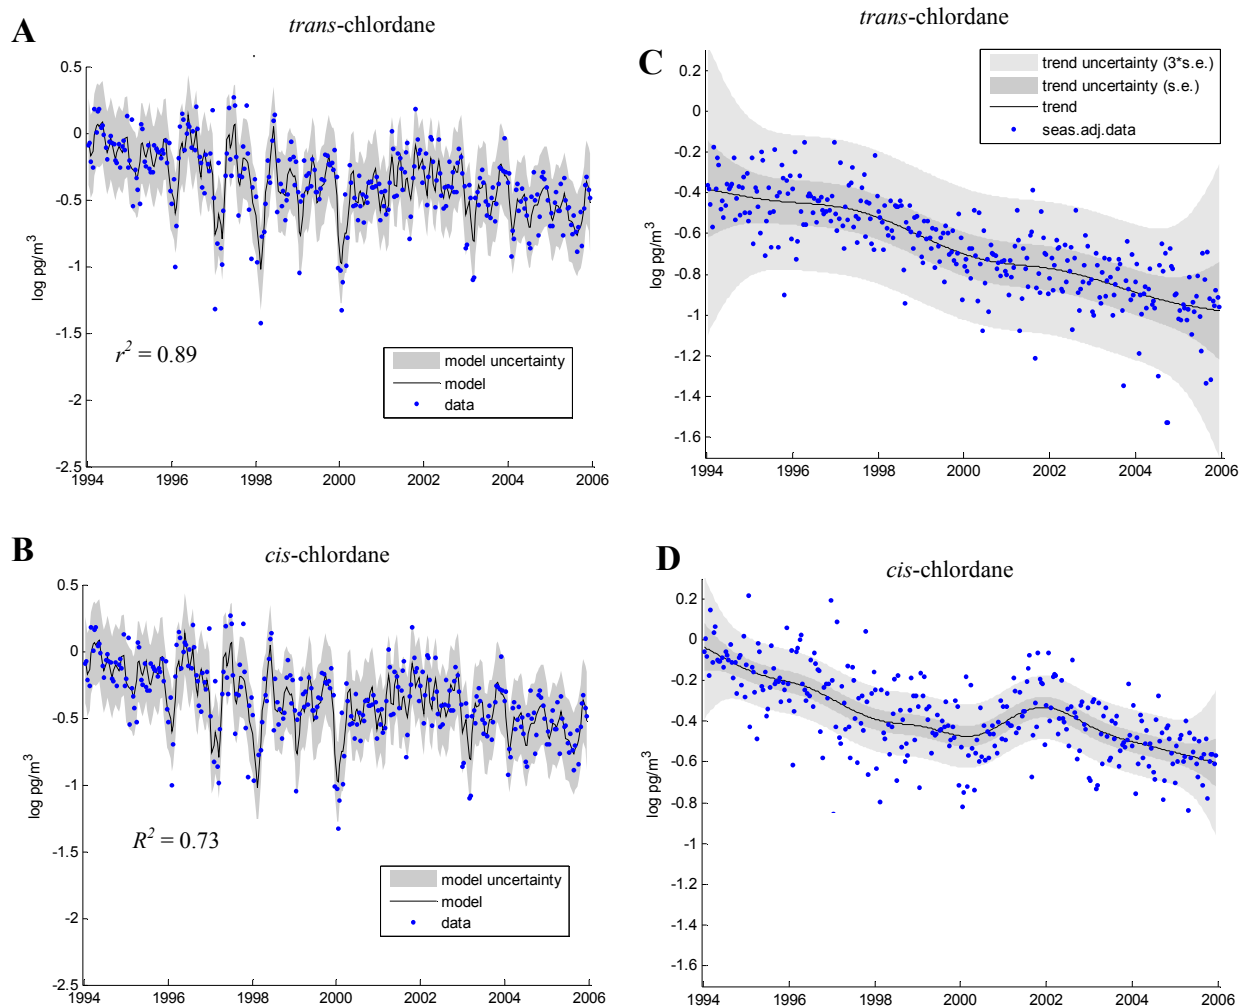 A
trans-chlordane
0.5
0
-0.5
-1
-1.5
-2
-2.5
log pg/m³
r² = 0.89
model uncertainty
model
data
1994 1996 1998 2000 2002 2004 2006
C
trans-chlordane
0.2
0
-0.2
-0.4
-0.6
-0.8
-1
-1.2
-1.4
-1.6
log pg/m³
trend uncertainty (3*s.e.)
trend uncertainty (s.e.)
trend
seas.adj.data
1994 1996 1998 2000 2002 2004 2006
B
cis-chlordane
0.5
0
-0.5
-1
-1.5
-2
-2.5
log pg/m³
R² = 0.73
model uncertainty
model
data
1994 1996 1998 2000 2002 2004 2006
D
cis-chlordane
0.2
0
-0.2
-0.4
-0.6
-0.8
-1
-1.2
-1.4
-1.6
log pg/m³
1994 1996 1998 2000 2002 2004 2006